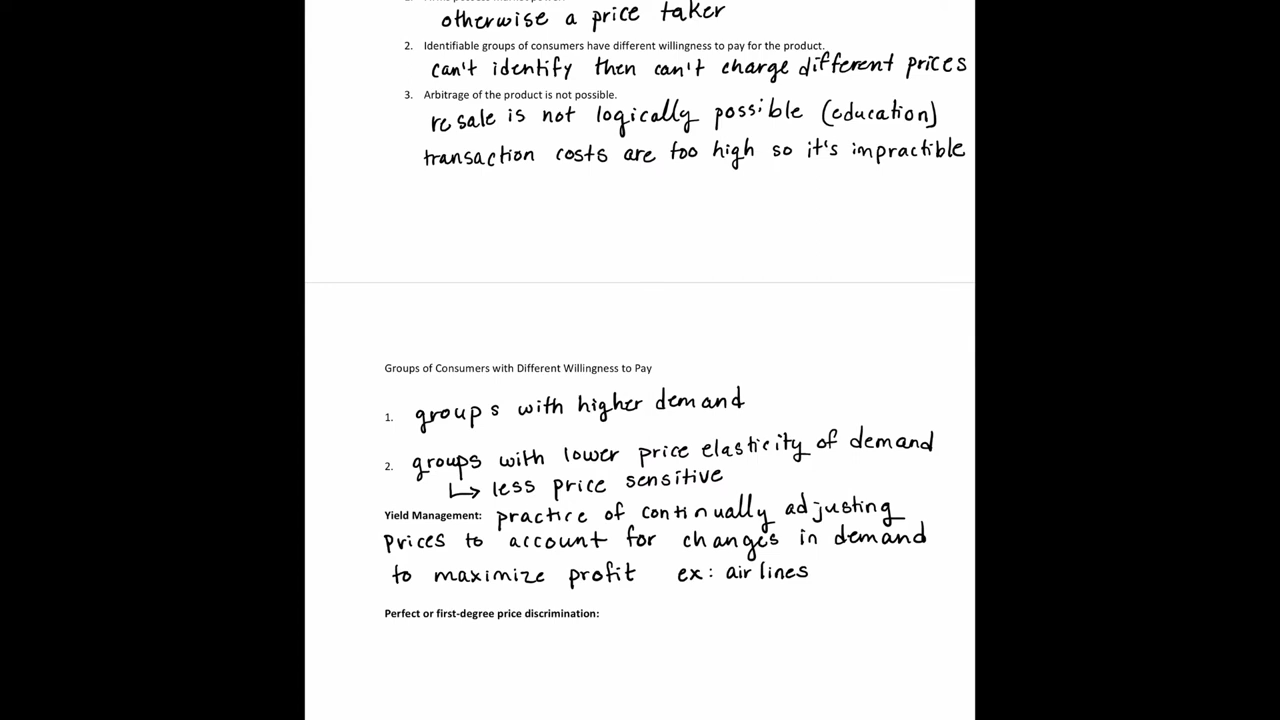 otherwise a price taker
2. Identifiable groups of consumers have different willingness to pay for the product.
can't identify then can't charge different prices
3. Arbitrage of the product is not possible.
resale is not logically possible (education)
transaction costs are too high so it's impractible
Groups of Consumers with Different Willingness to Pay
1. groups with higher demand
2. groups with lower price elasticity of demand
↳ less price sensitive
Yield Management: practice of continually adjusting
prices to account for changes in demand
to maximize profit ex: airlines
Perfect or first-degree price discrimination: